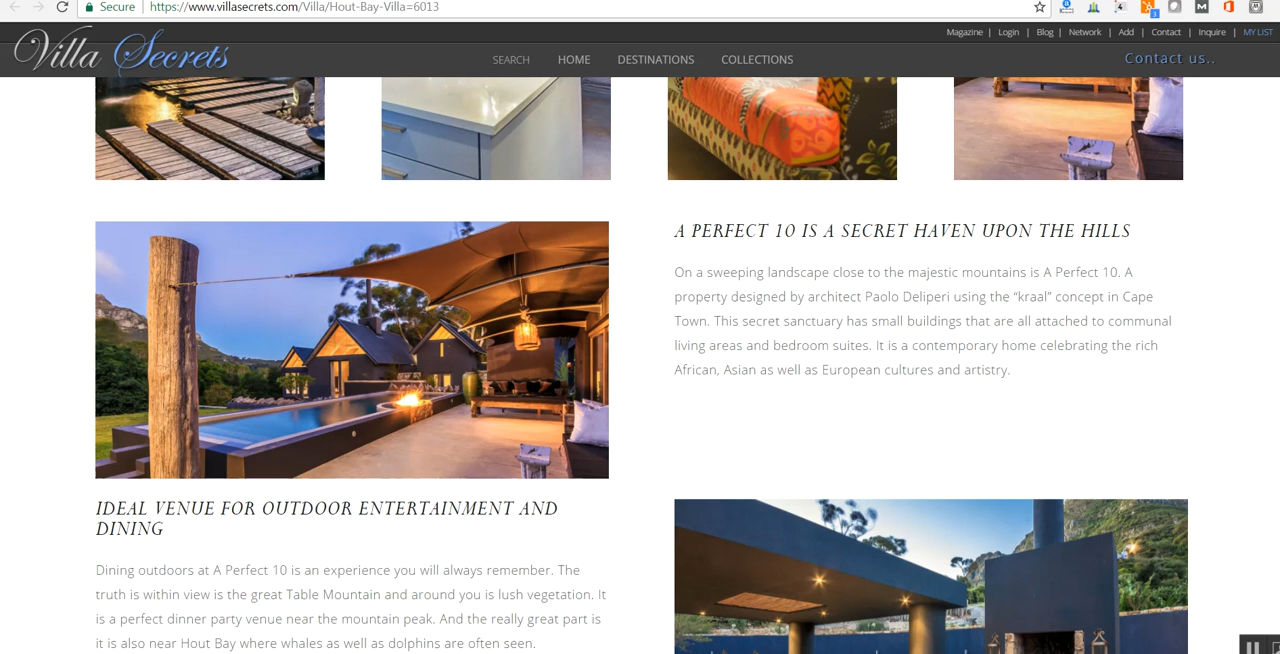 Secure
https://www.villasecrets.com/Villa/Hout-Bay-Villa=6013
Magazine | Login | Blog | Network | Add | Contact | Inquire | MY LIST
Villa Secrets
SEARCH HOME DESTINATIONS COLLECTIONS
Contact us..
A PERFECT 10 IS A SECRET HAVEN UPON THE HILLS
On a sweeping landscape close to the majestic mountains is A Perfect 10. A
property designed by architect Paolo Deliperi using the “kraal” concept in Cape
Town. This secret sanctuary has small buildings that are all attached to communal
living areas and bedroom suites. It is a contemporary home celebrating the rich
African, Asian as well as European cultures and artistry.
IDEAL VENUE FOR OUTDOOR ENTERTAINMENT AND
DINING
Dining outdoors at A Perfect 10 is an experience you will always remember. The
truth is within view is the great Table Mountain and around you is lush vegetation. It
is a perfect dinner party venue near the mountain peak. And the really great part is
it is also near Hout Bay where whales as well as dolphins are often seen.